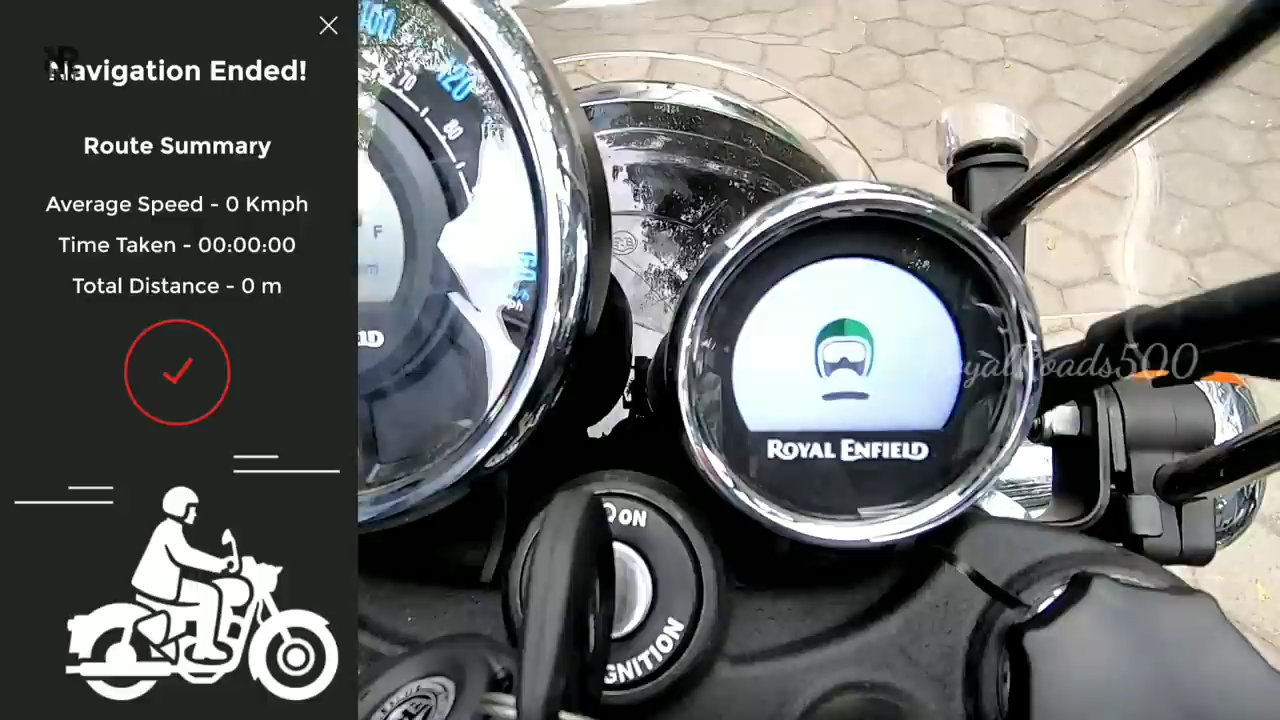 Navigation Ended!
Route Summary
Average Speed - 0 Kmph
Time Taken - 00:00:00
Total Distance - 0 m
100
120
70
80
F
ROYAL ENFIELD
RoyalRoads500
ON
IGNITION